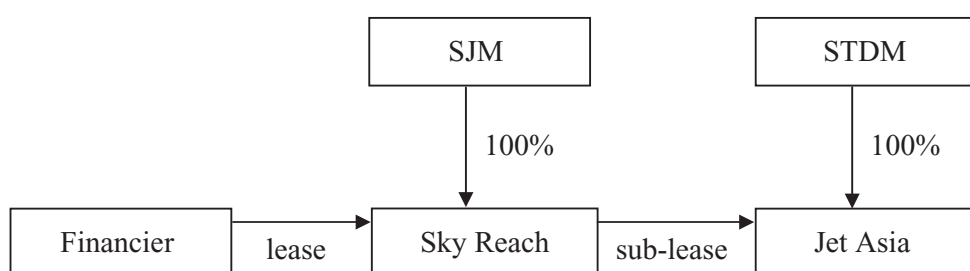 SJM
STDM
100%
100%
Financier
lease
Sky Reach
sub-lease
Jet Asia